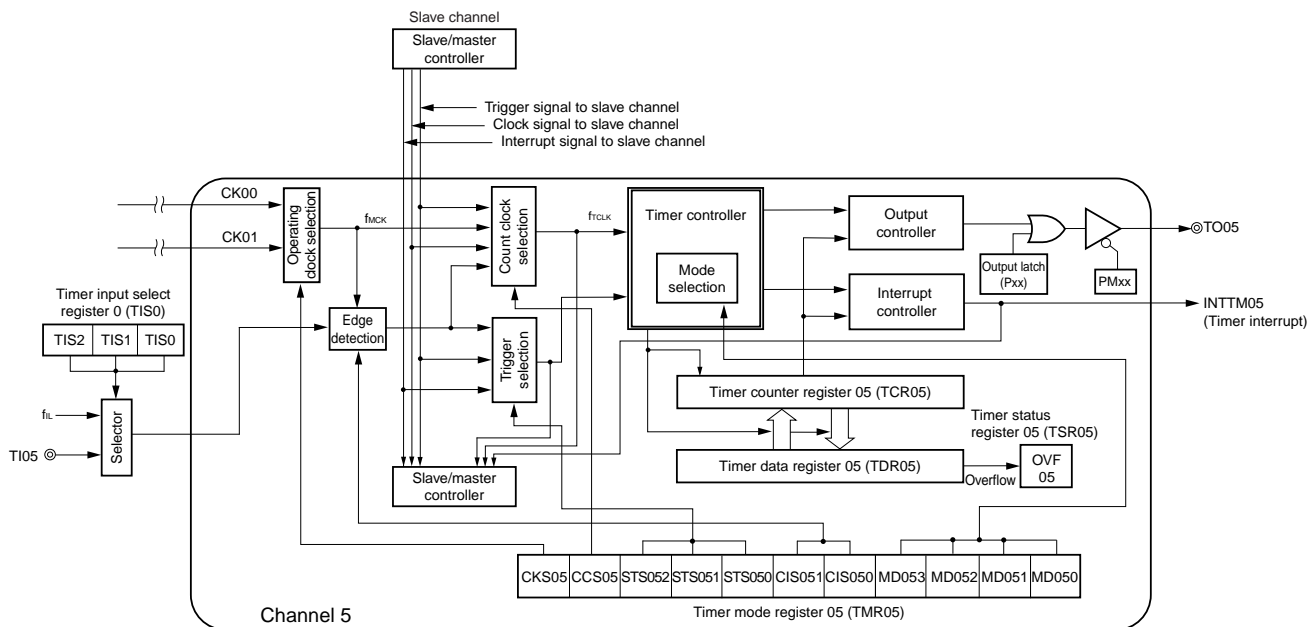 Slave channel
Slave/master
controller
Trigger signal to slave channel
Clock signal to slave channel
Interrupt signal to slave channel
CK00
CK01
Operating
clock selection
fMCK
Count clock
selection
fTCLK
Timer controller
Mode
selection
Output
controller
TO05
Output latch
(Pxx)
PMxx
Interrupt
controller
INTTM05
(Timer interrupt)
Timer input select
register 0 (TIS0)
TIS2 TIS1 TIS0
Edge
detection
Trigger
selection
fIL
TI05
Selector
Timer counter register 05 (TCR05)
Timer status
register 05 (TSR05)
Timer data register 05 (TDR05)
Overflow
OVF
05
Slave/master
controller
CKS05 CCS05 STS052 STS051 STS050 CIS051 CIS050 MD053 MD052 MD051 MD050
Timer mode register 05 (TMR05)
Channel 5